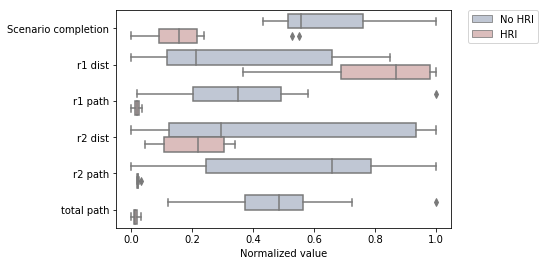 Scenario completion
r1 dist
r1 path
r2 dist
r2 path
total path
0.0 0.2 0.4 0.6 0.8 1.0
Normalized value
No HRI
HRI